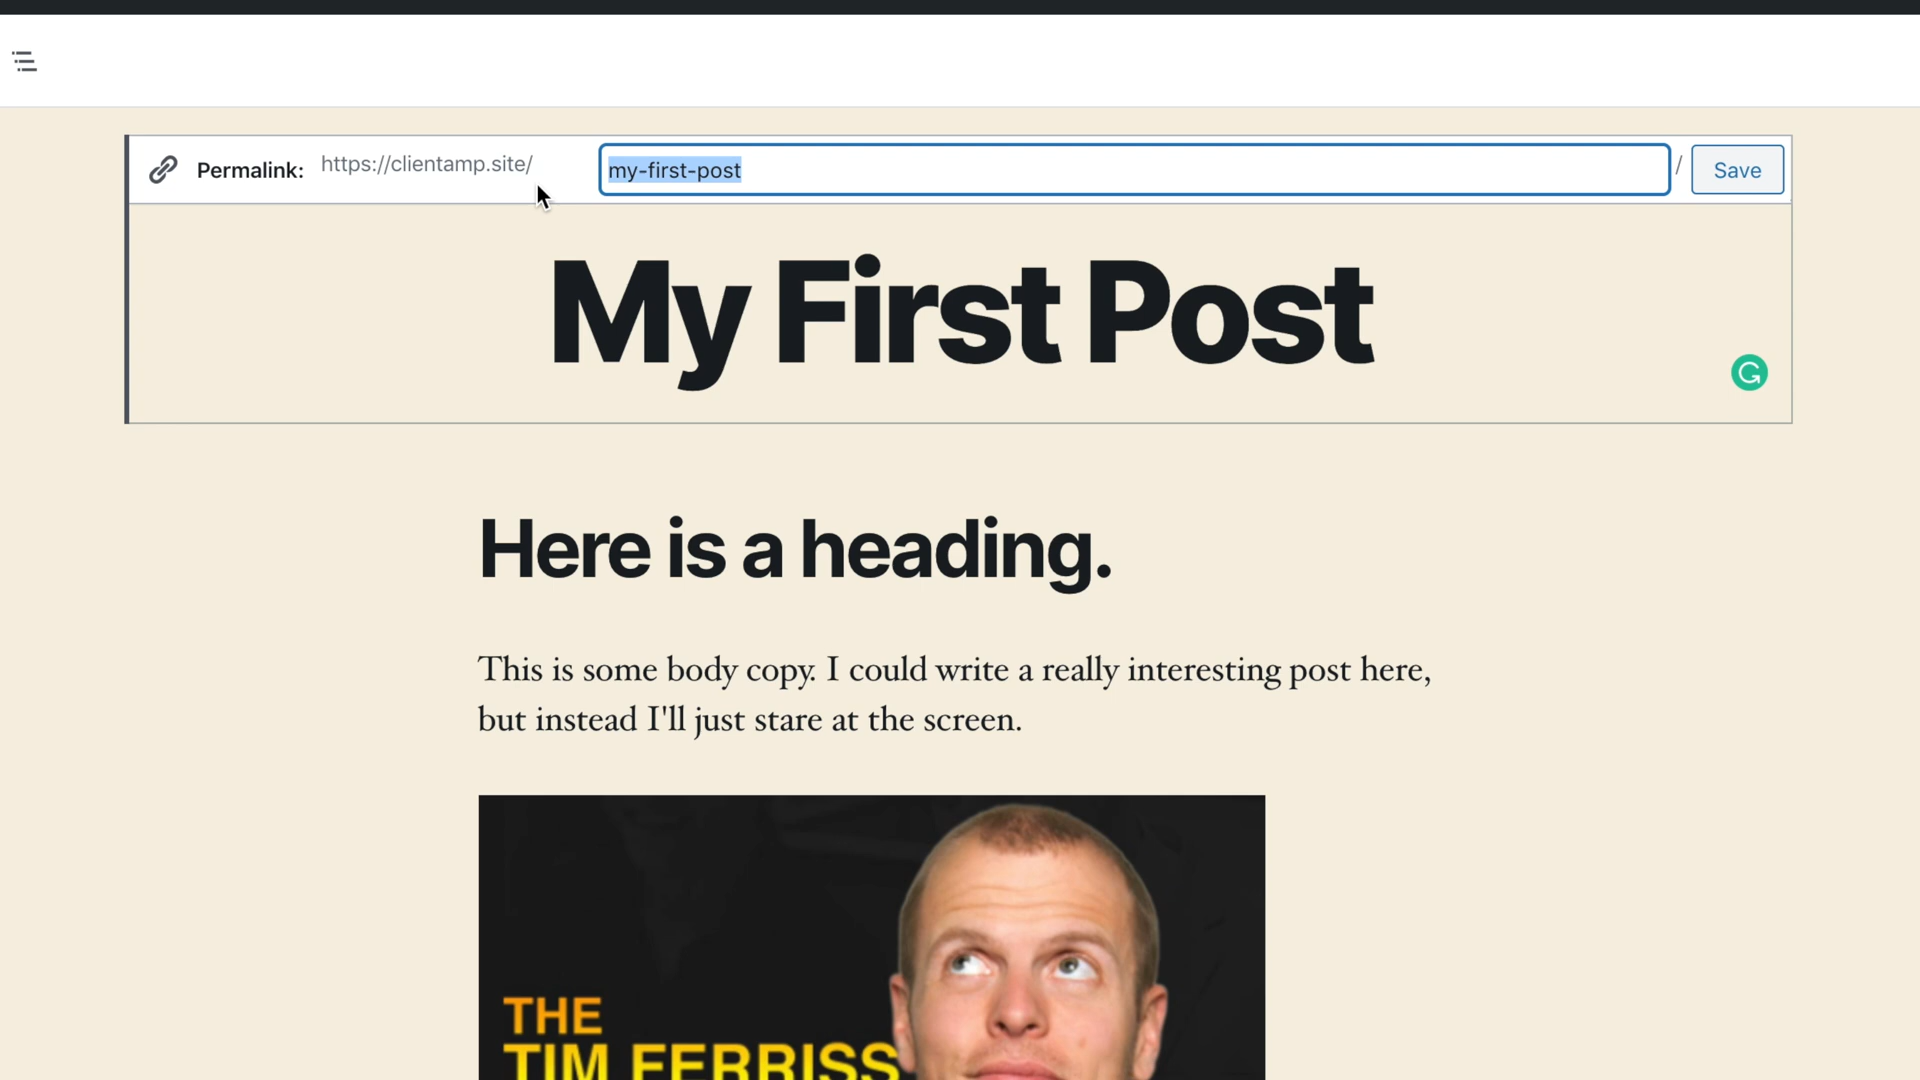 Permalink: https://clientamp.site/ my-first-post / Save
My First Post
Here is a heading.
This is some body copy. I could write a really interesting post here,
but instead I'll just stare at the screen.
THE
TIM FERRISS